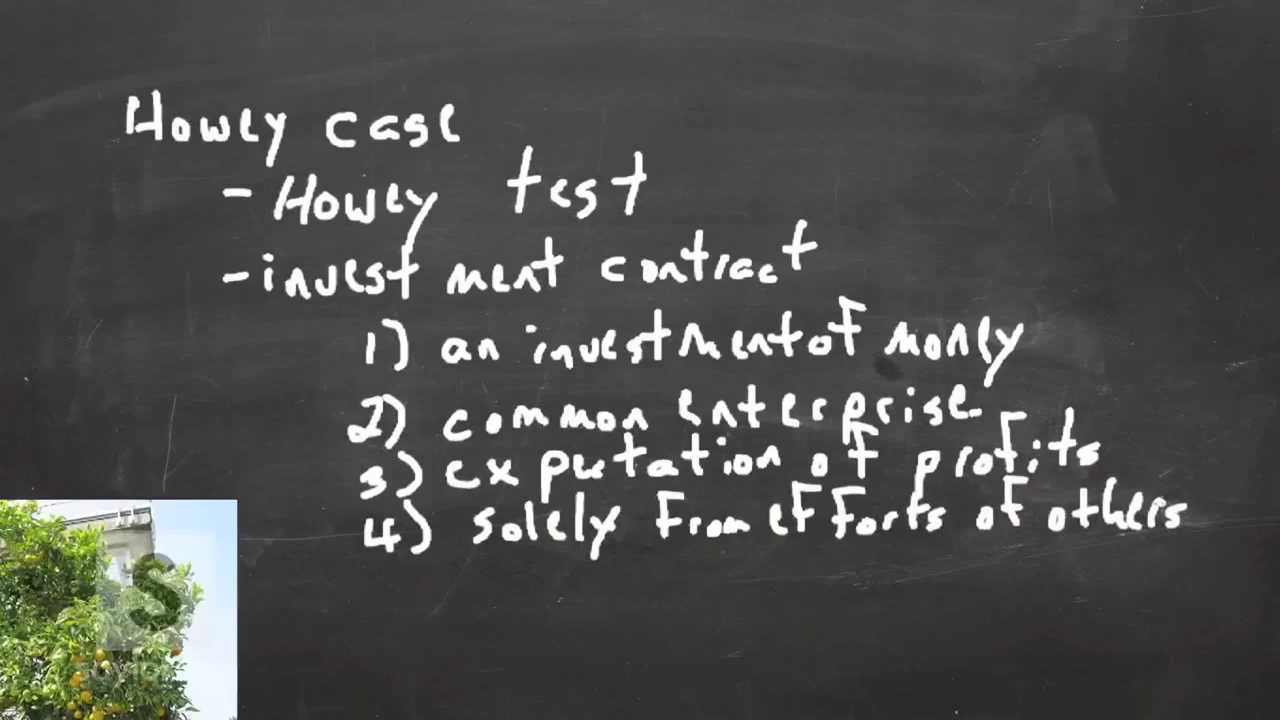 Howey case
- Howey test
- investment contract
1) an investment of money
2) common enterprise
3) expectation of profits
4) solely from efforts of others
S